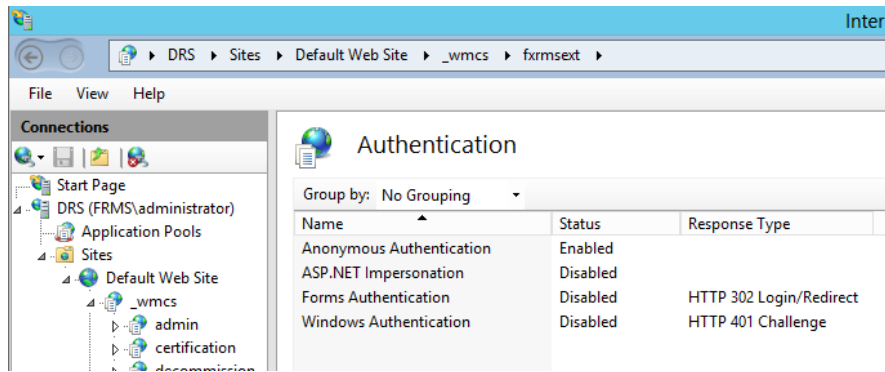 Inter
DRS Sites Default Web Site _wmcs fxrmsext
File View Help
Connections
Authentication
Start Page
DRS (FRMS\administrator)
Application Pools
Sites
Default Web Site
_wmcs
admin
certification
decommission
Group by: No Grouping
Name Status Response Type
Anonymous Authentication Enabled
ASP.NET Impersonation Disabled
Forms Authentication Disabled HTTP 302 Login/Redirect
Windows Authentication Disabled HTTP 401 Challenge